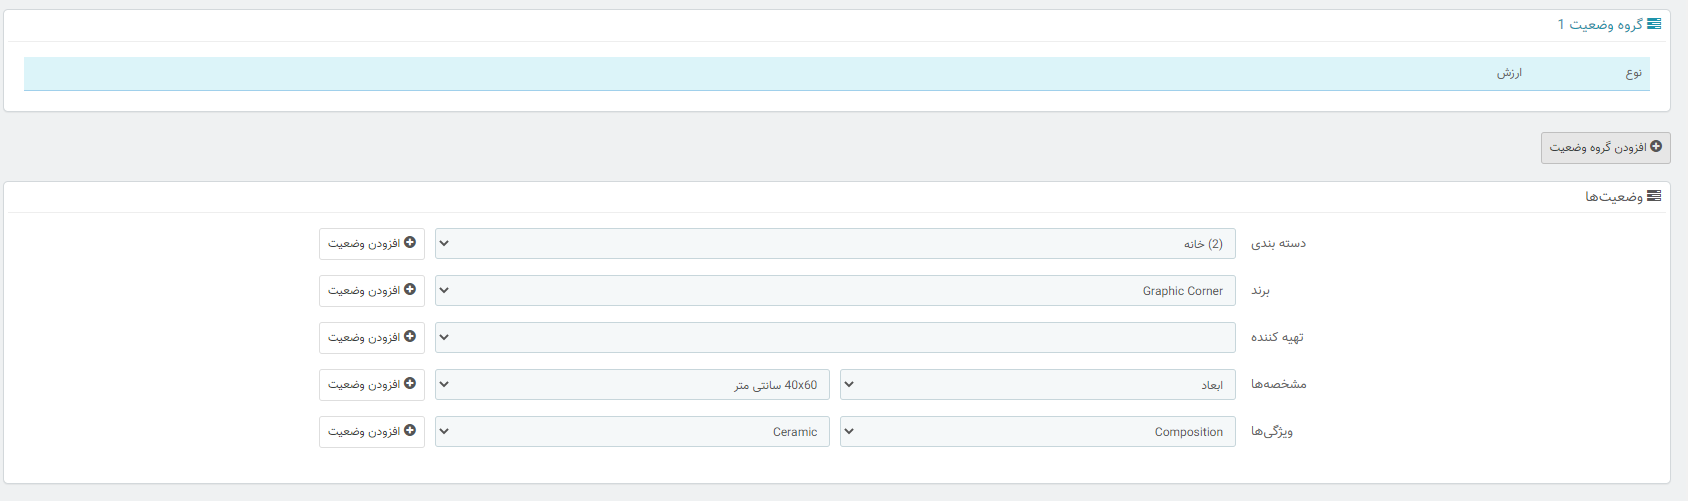 گروه وضعیت 1
نوع ارزش
افزودن گروه وضعیت
وضعیت‌ها
دسته بندی (2) خانه افزودن وضعیت
برند Graphic Corner افزودن وضعیت
تهیه کننده افزودن وضعیت
مشخصه‌ها ابعاد 40x60 سانتی متر افزودن وضعیت
ویژگی‌ها Composition Ceramic افزودن وضعیت